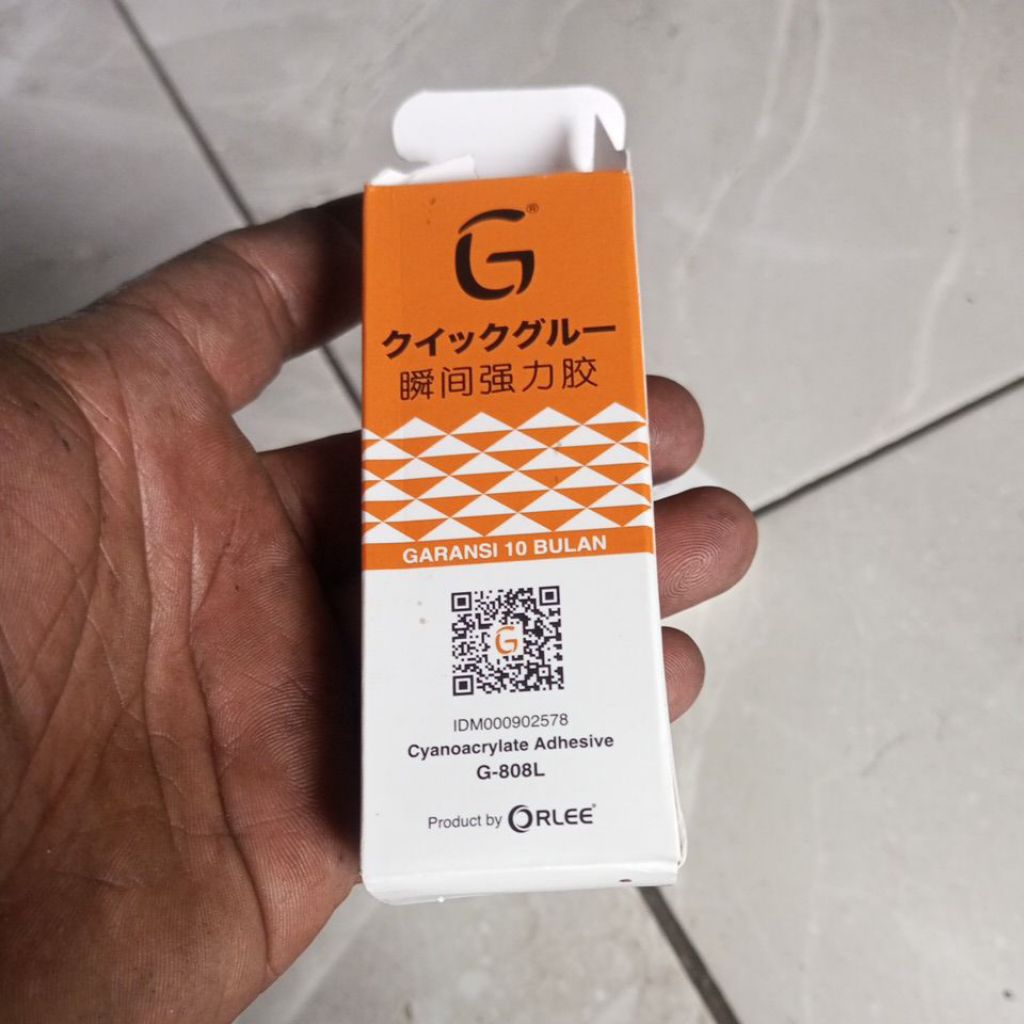 G®
クイックグルー
瞬间强力胶
GARANSI 10 BULAN
G
IDM000902578
Cyanoacrylate Adhesive
G-808L
Product by ORLEE®